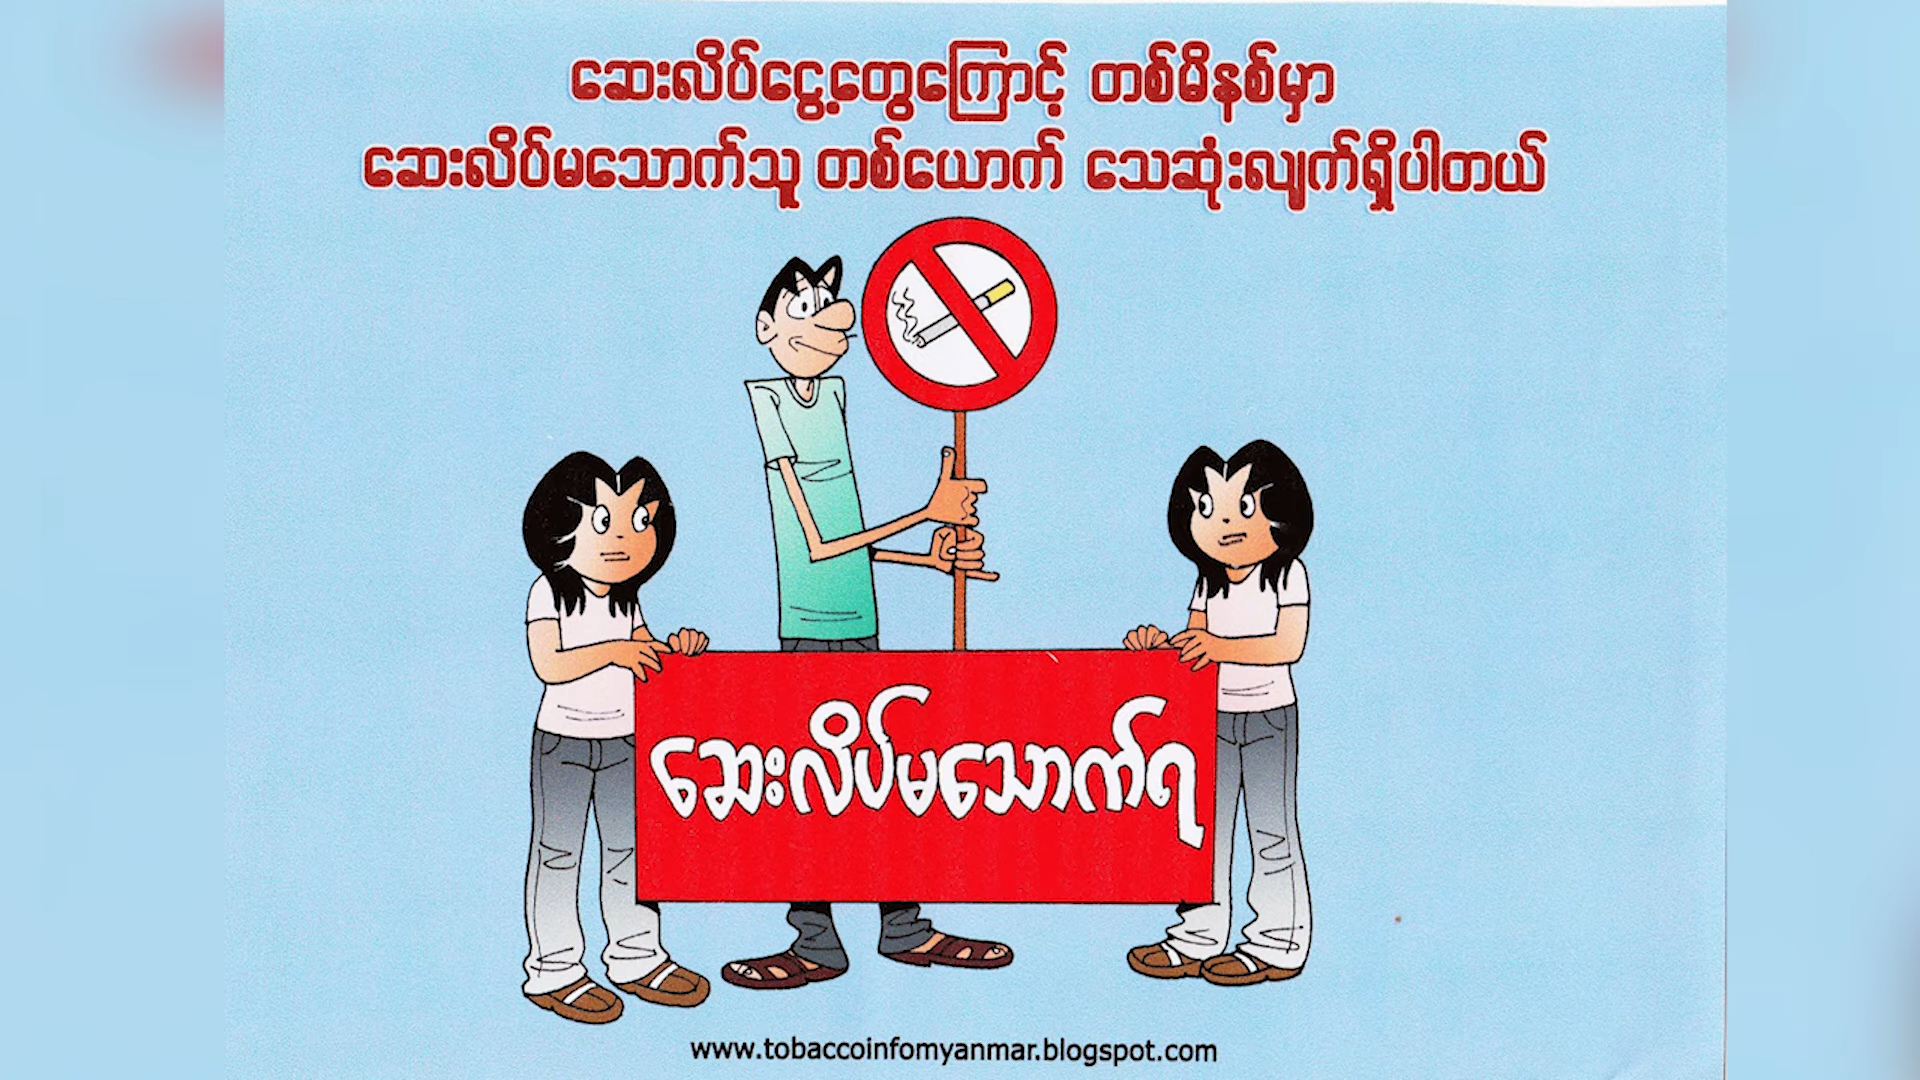 ဆေးလိပ်ငွေ့တွေကြောင့် တစ်မိနစ်မှာ
ဆေးလိပ်မသောက်သူ တစ်ယောက် သေဆုံးလျက်ရှိပါတယ်
ဆေးလိပ်မသောက်ရ
www.tobaccoinfomyanmar.blogspot.com